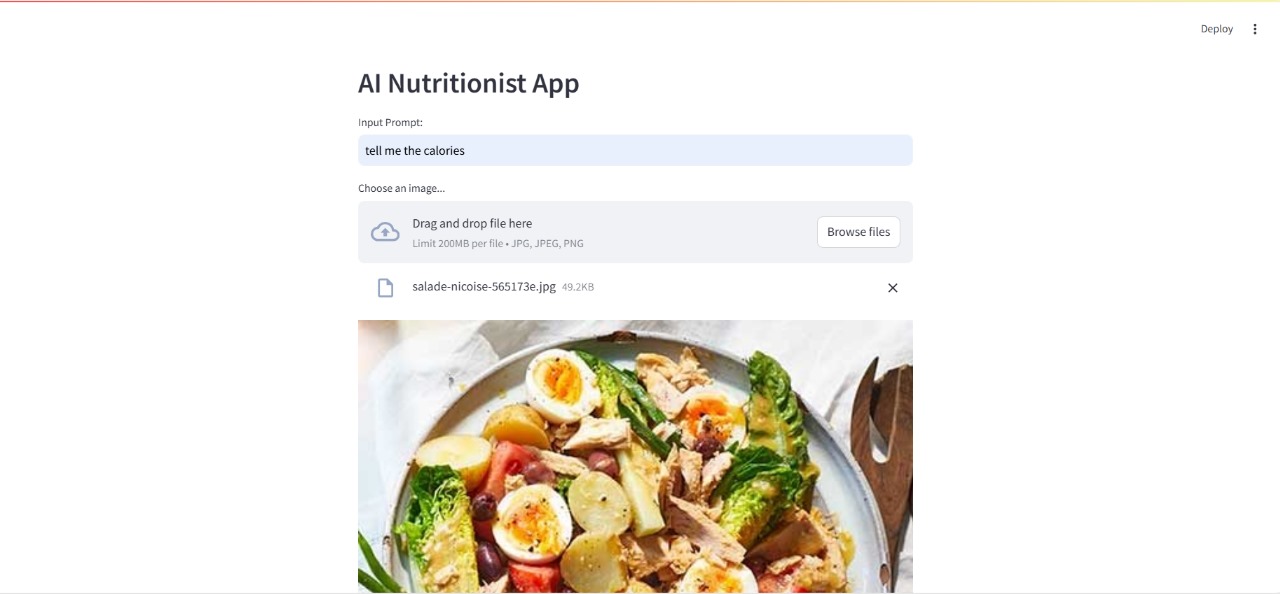 Deploy
AI Nutritionist App
Input Prompt:
tell me the calories
Choose an image...
Drag and drop file here
Limit 200MB per file • JPG, JPEG, PNG
Browse files
salade-nicoise-565173e.jpg 49.2KB